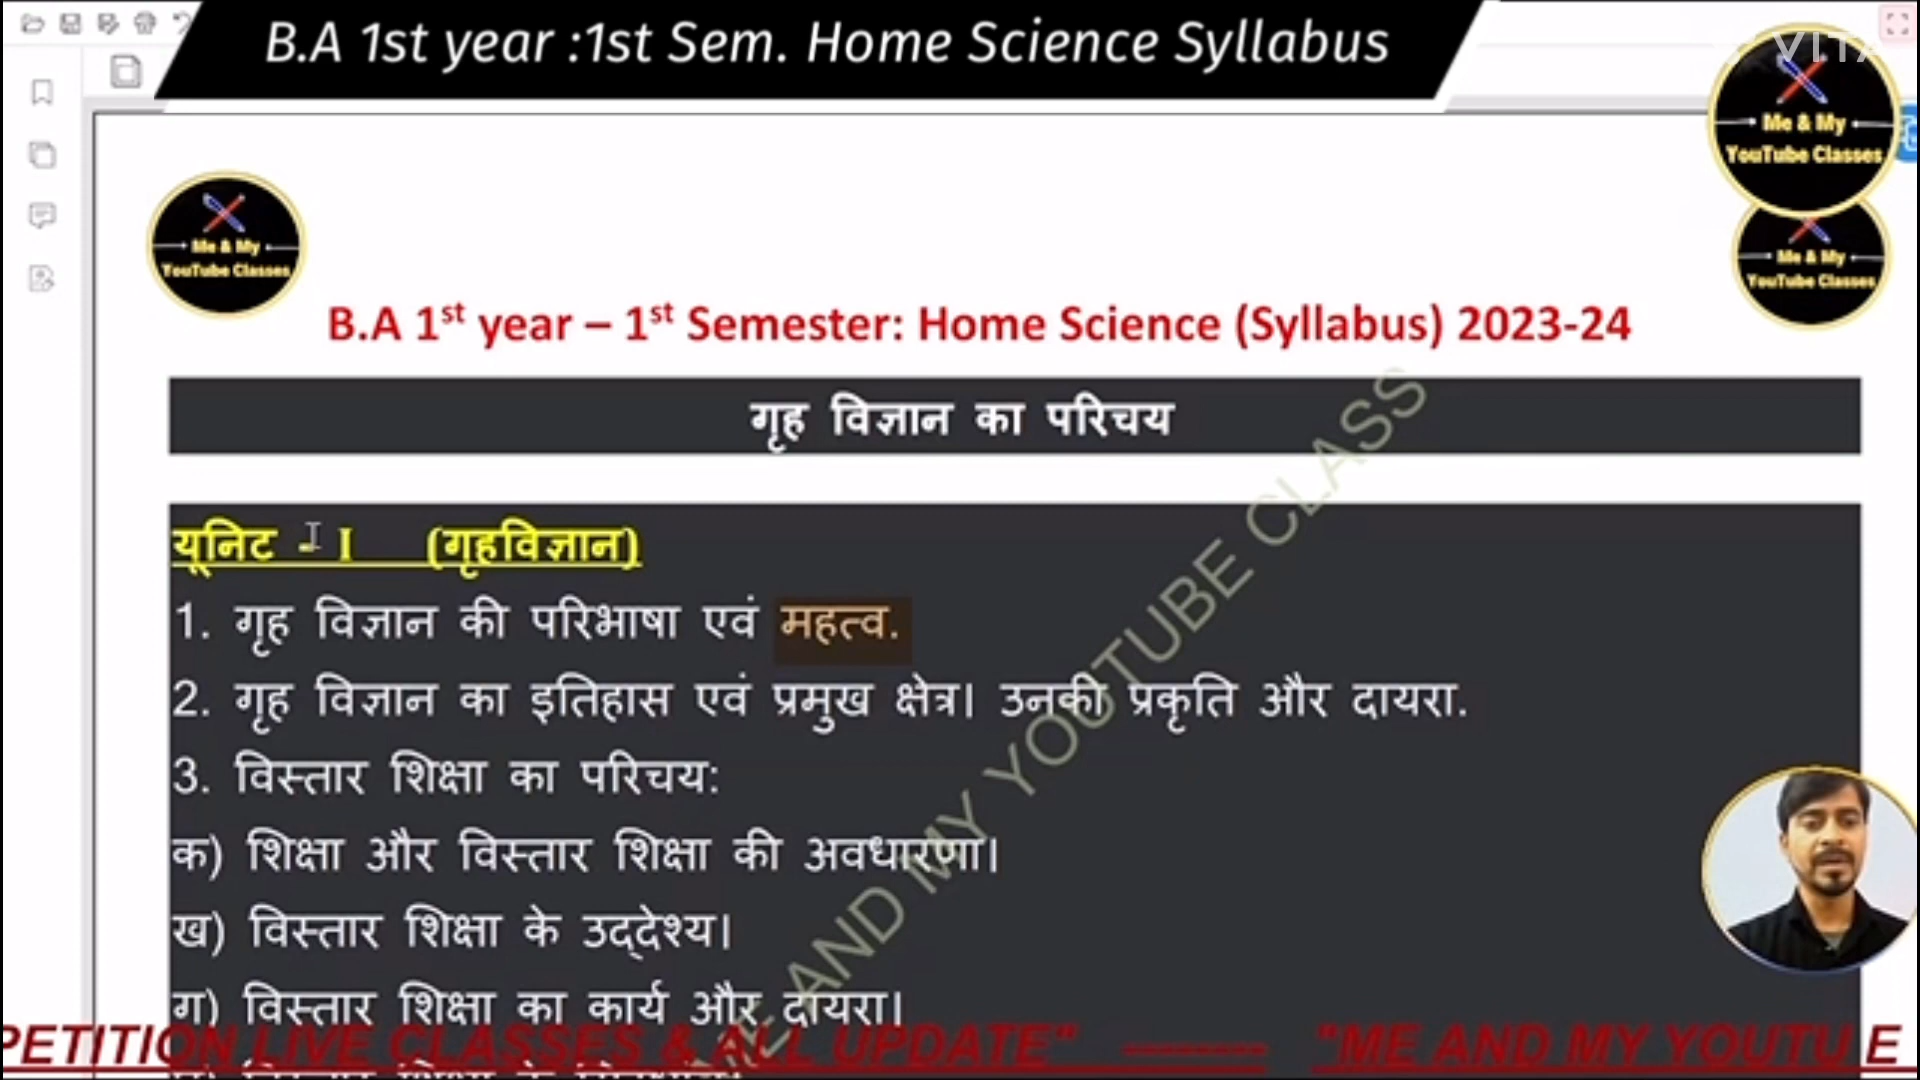 B.A 1st year :1st Sem. Home Science Syllabus
VITA
Me & My
YouTube Classes
Me & My
YouTube Classes
Me & My
YouTube Classes
B.A 1st year – 1st Semester: Home Science (Syllabus) 2023-24
गृह विज्ञान का परिचय
यूनिट - I (गृहविज्ञान)
1. गृह विज्ञान की परिभाषा एवं महत्व.
2. गृह विज्ञान का इतिहास एवं प्रमुख क्षेत्र। उनकी प्रकृति और दायरा.
3. विस्तार शिक्षा का परिचय:
क) शिक्षा और विस्तार शिक्षा की अवधारणा।
ख) विस्तार शिक्षा के उद्देश्य।
ग) विस्तार शिक्षा का कार्य और दायरा।
ME AND MY YOUTUBE CLASS
PETITION LIVE CLASSES & ALL UPDATE" ------- "ME AND MY YOUTU E